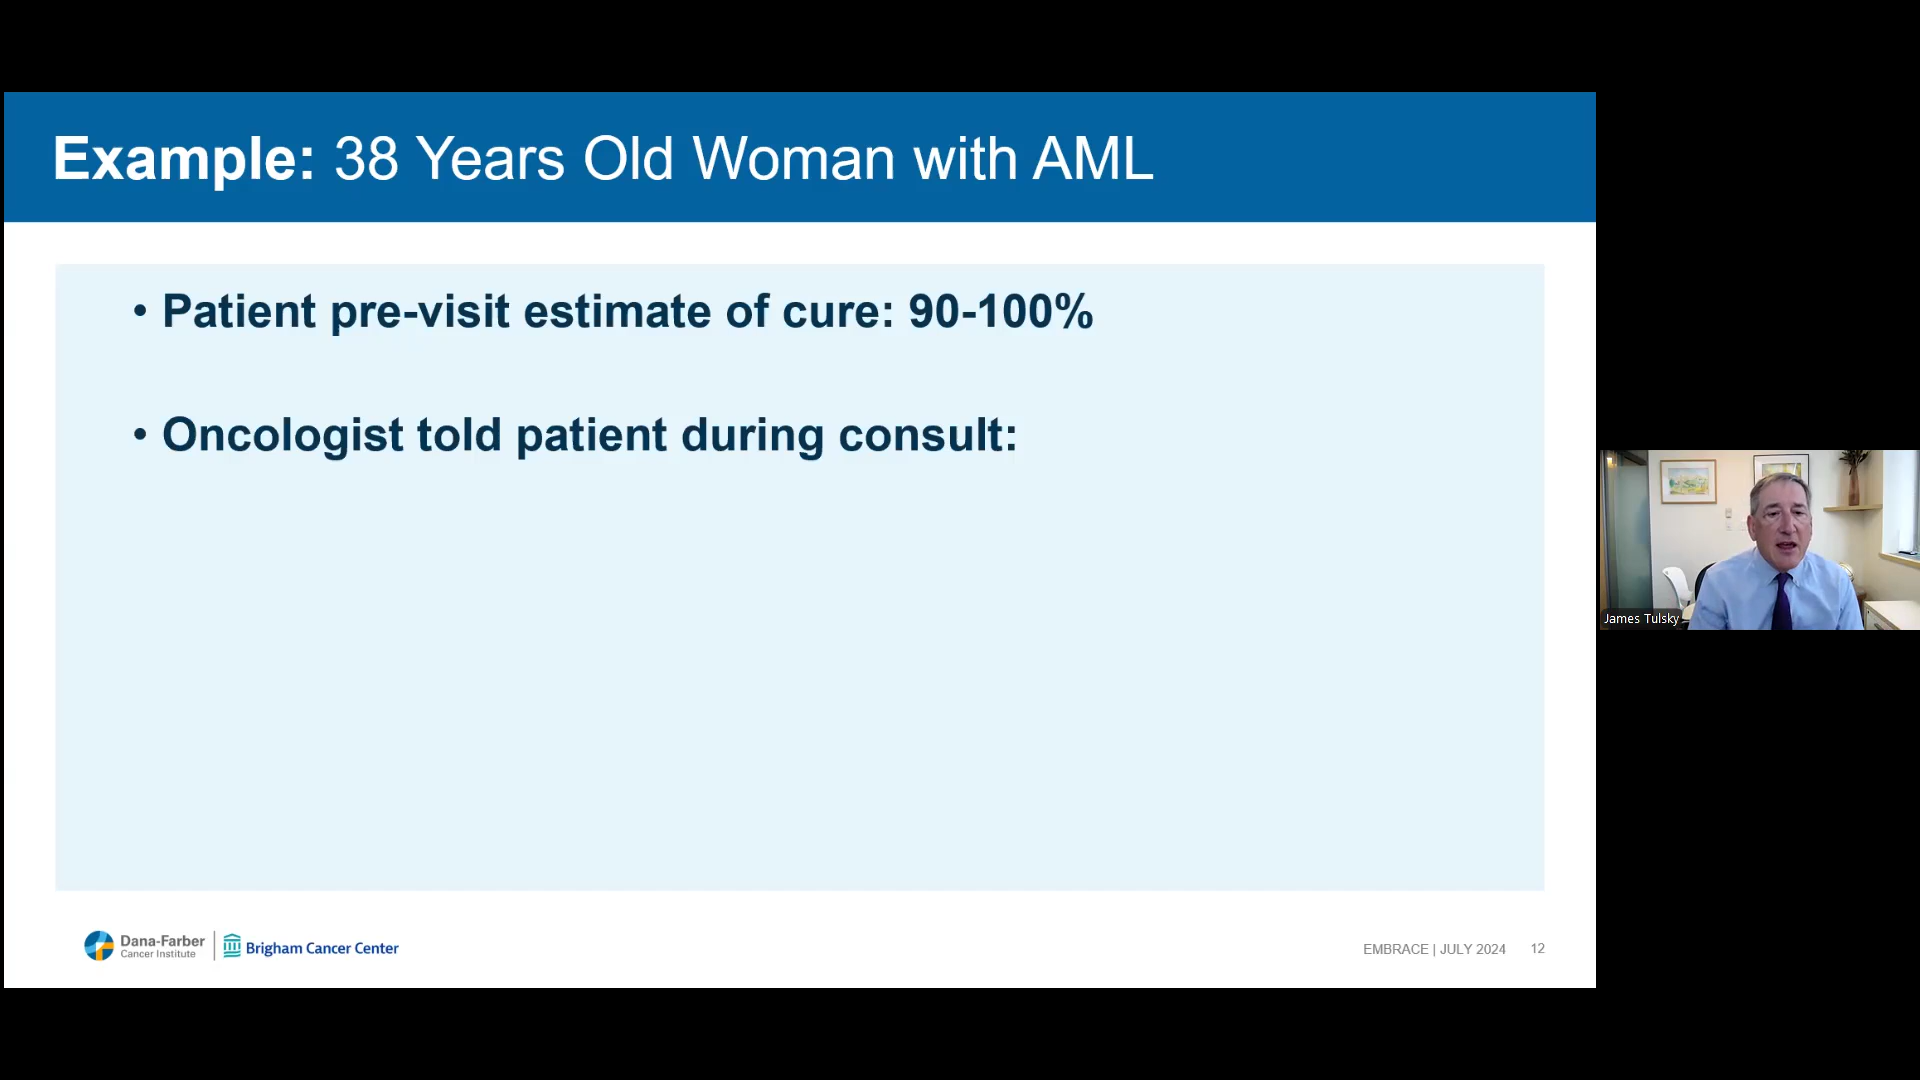 Example: 38 Years Old Woman with AML
• Patient pre-visit estimate of cure: 90-100%
• Oncologist told patient during consult:
James Tulsky
Dana-Farber
Cancer Institute
Brigham Cancer Center
EMBRACE | JULY 2024 12